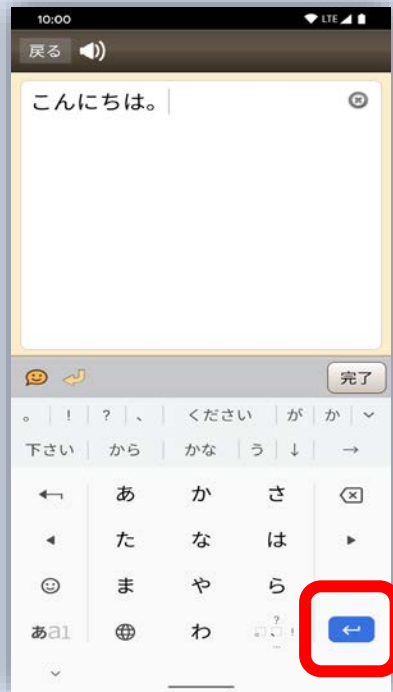 10:00 LTE
戻る
こんにちは。
完了
。 ! ? 、 ください が か
下さい から かな う ↓ →
あ か さ
た な は
ま や ら
あa1 わ 。?!…